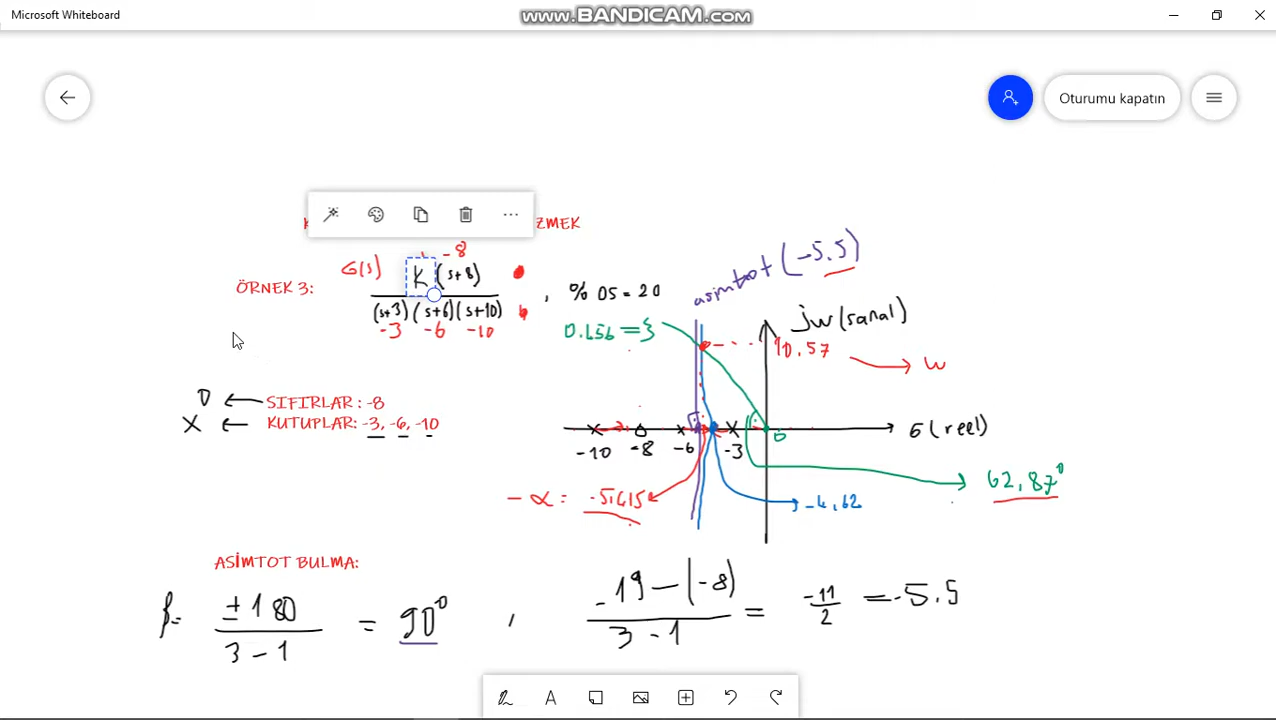 Microsoft Whiteboard
www.BANDICAM.com
Oturumu kapatın
ZMEK
ÖRNEK 3:
G(s)
-8
K (s+8)
(s+3) (s+6) (s+10)
-3 -6 -10
, % OS = 20
0.456 = ξ
asimtot (-5.5)
jw (sanal)
10.57
w
σ (reel)
0
-10 -8 -6 -3
62,87°
-α = -5,415
-4,62
0 ← SIFIRLAR : -8
X ← KUTUPLAR: -3, -6, -10
ASİMTOT BULMA:
β= ±180 / 3-1 = 90° , -19-(-8) / 3-1 = -11/2 = -5.5